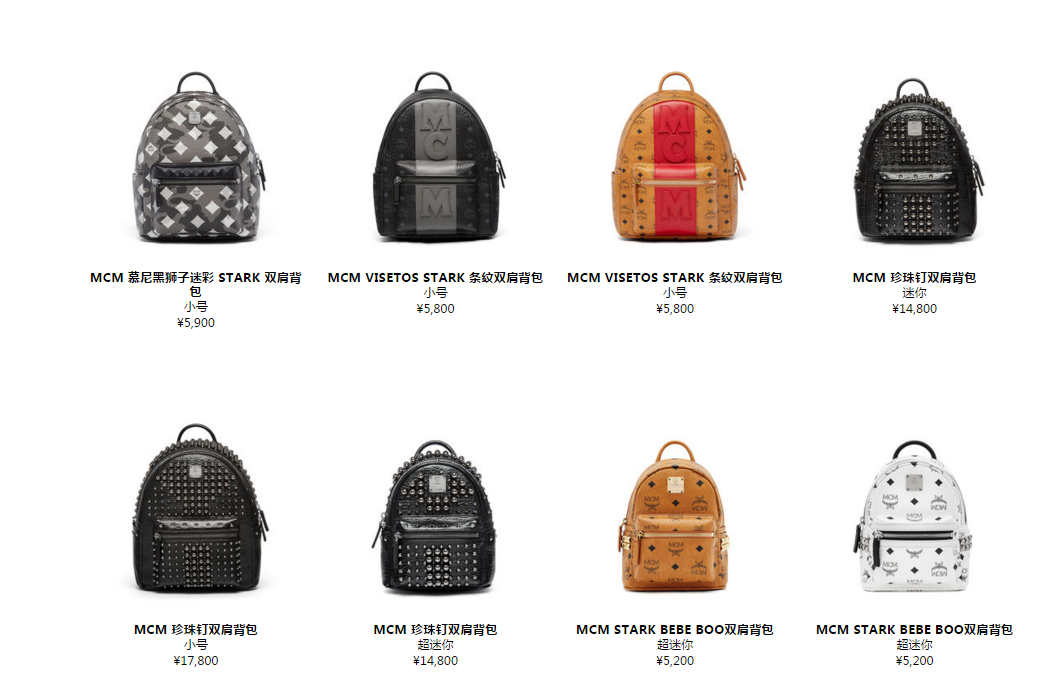 M
C
M
M
C
M
MCM 慕尼黑狮子迷彩 STARK 双肩背
包
小号
¥5,900
MCM VISETOS STARK 条紋双肩背包
小号
¥5,800
MCM VISETOS STARK 条紋双肩背包
小号
¥5,800
MCM 珍珠钉双肩背包
迷你
¥14,800
MCM 珍珠钉双肩背包
小号
¥17,800
MCM 珍珠钉双肩背包
超迷你
¥14,800
MCM STARK BEBE BOO双肩背包
超迷你
¥5,200
MCM STARK BEBE BOO双肩背包
超迷你
¥5,200